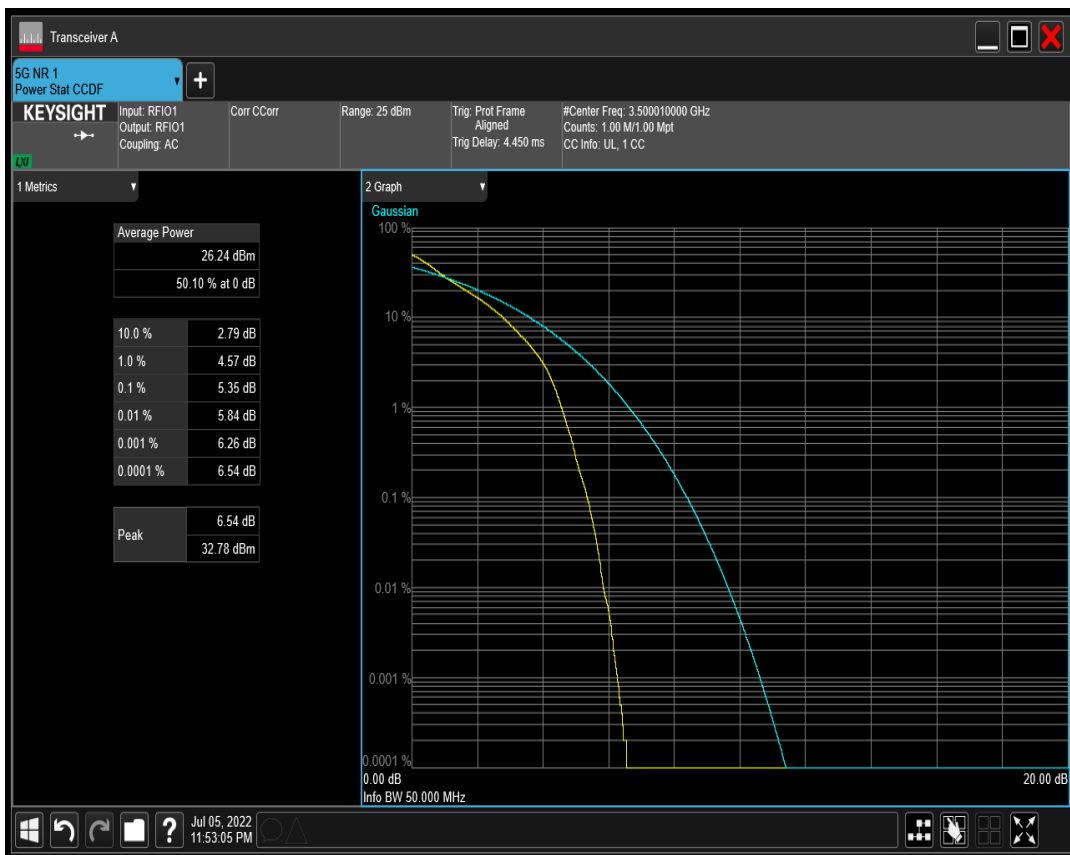 Transceiver A
5G NR 1
Power Stat CCDF
+
KEYSIGHT
LXI
Input: RFIO1
Output: RFIO1
Coupling: AC
Corr CCorr
Range: 25 dBm
Trig: Prot Frame
Aligned
Trig Delay: 4.450 ms
#Center Freq: 3.500010000 GHz
Counts: 1.00 M/1.00 Mpt
CC Info: UL, 1 CC
1 Metrics
Average Power
26.24 dBm
50.10 % at 0 dB
10.0 % 2.79 dB
1.0 % 4.57 dB
0.1 % 5.35 dB
0.01 % 5.84 dB
0.001 % 6.26 dB
0.0001 % 6.54 dB
Peak
6.54 dB
32.78 dBm
2 Graph
Gaussian
100 %
10 %
1 %
0.1 %
0.01 %
0.001 %
0.0001 %
0.00 dB 20.00 dB
Info BW 50.000 MHz
?
Jul 05, 2022
11:53:05 PM